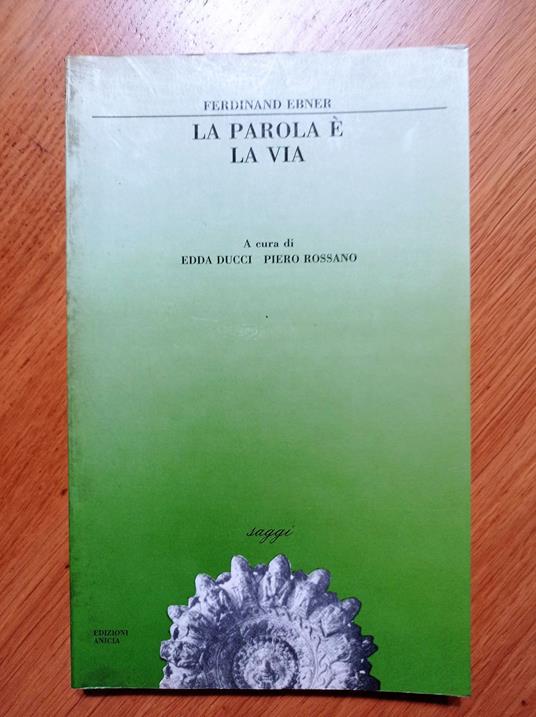 FERDINAND EBNER
LA PAROLA È
LA VIA
A cura di
EDDA DUCCI PIERO ROSSANO
saggi
EDIZIONI
ANICIA